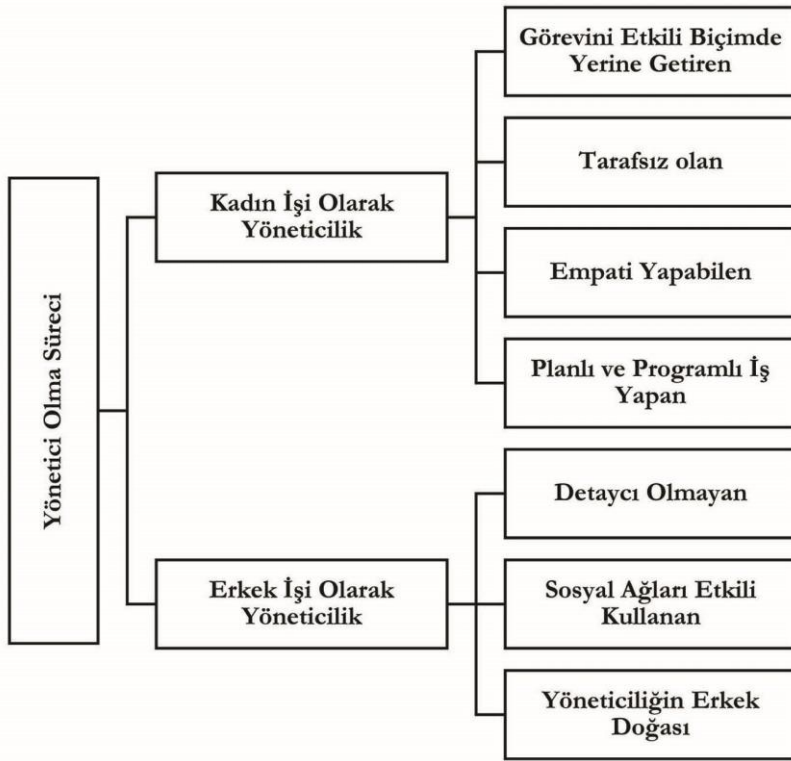 Yönetici Olma Süreci
Kadın İşi Olarak
Yöneticilik
Görevini Etkili Biçimde
Yerine Getiren
Tarafsız olan
Empati Yapabilen
Planlı ve Programlı İş
Yapan
Erkek İşi Olarak
Yöneticilik
Detaycı Olmayan
Sosyal Ağları Etkili
Kullanan
Yöneticiliğin Erkek
Doğası